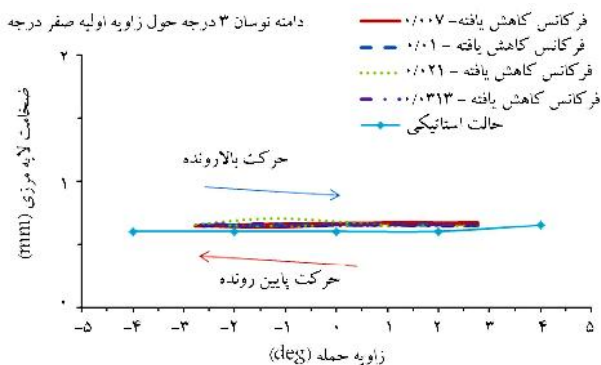 دامنه نوسان ۳ درجه حول زاویه اولیه صفر درجه
فرکانس کاهش یافته- ۰/۰۰۷
فرکانس کاهش یافته - ۰/۰۱
فرکانس کاهش یافته - ۰/۰۲۱
فرکانس کاهش یافته - ۰/۰۳۱۳
حالت استاتیکی
ضخامت لایه مرزی (mm)
۲
۱
۰
حرکت بالارونده
حرکت پایین رونده
-۵ -۴ -۳ -۲ -۱ ۰ ۱ ۲ ۳ ۴ ۵
زاویه حمله (deg)